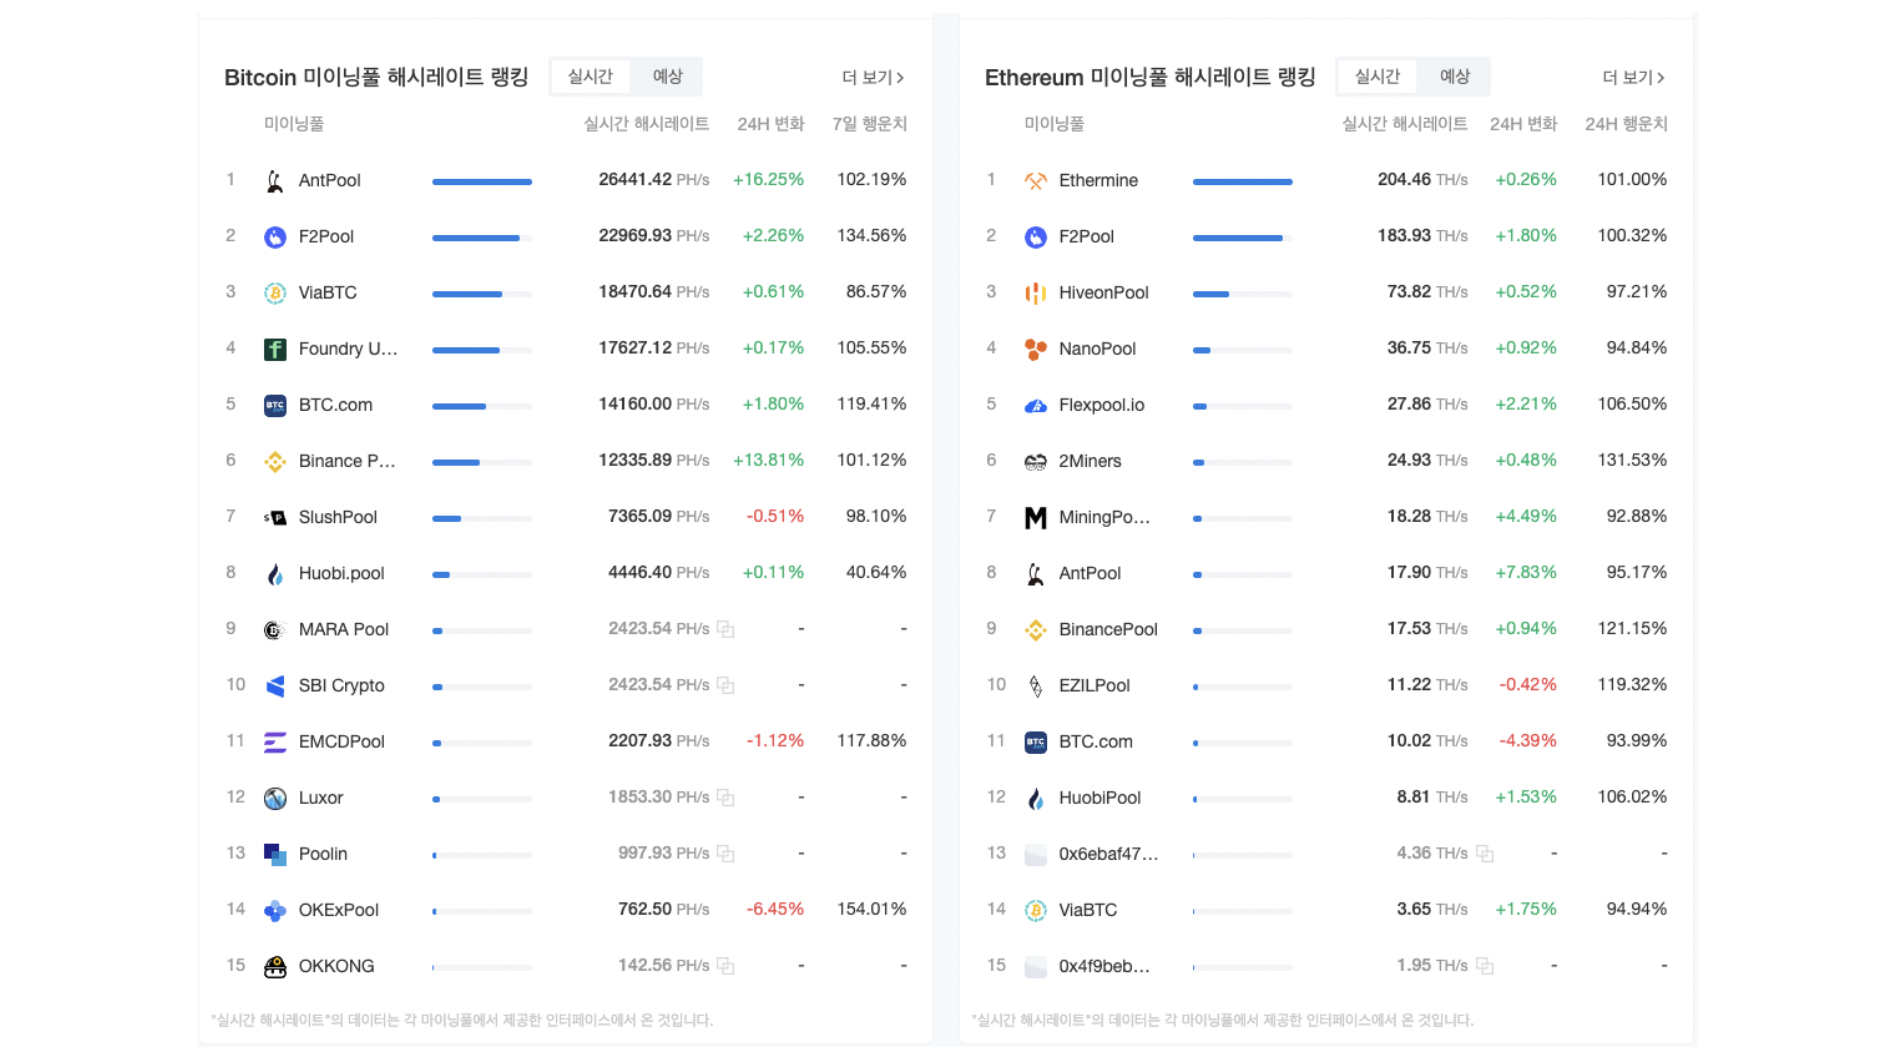 Bitcoin 미이닝풀 해시레이트 랭킹 실시간 예상 더 보기 >
미이닝풀 실시간 해시레이트 24H 변화 7일 행운치
1 AntPool 26441.42 PH/s +16.25% 102.19%
2 F2Pool 22969.93 PH/s +2.26% 134.56%
3 ViaBTC 18470.64 PH/s +0.61% 86.57%
4 Foundry U... 17627.12 PH/s +0.17% 105.55%
5 BTC.com 14160.00 PH/s +1.80% 119.41%
6 Binance P... 12335.89 PH/s +13.81% 101.12%
7 SlushPool 7365.09 PH/s -0.51% 98.10%
8 Huobi.pool 4446.40 PH/s +0.11% 40.64%
9 MARA Pool 2423.54 PH/s - -
10 SBI Crypto 2423.54 PH/s - -
11 EMCDPool 2207.93 PH/s -1.12% 117.88%
12 Luxor 1853.30 PH/s - -
13 Poolin 997.93 PH/s - -
14 OKExPool 762.50 PH/s -6.45% 154.01%
15 OKKONG 142.56 PH/s - -
"실시간 해시레이트"의 데이터는 각 마이닝풀에서 제공한 인터페이스에서 온 것입니다.
Ethereum 미이닝풀 해시레이트 랭킹 실시간 예상 더 보기 >
미이닝풀 실시간 해시레이트 24H 변화 24H 행운치
1 Ethermine 204.46 TH/s +0.26% 101.00%
2 F2Pool 183.93 TH/s +1.80% 100.32%
3 HiveonPool 73.82 TH/s +0.52% 97.21%
4 NanoPool 36.75 TH/s +0.92% 94.84%
5 Flexpool.io 27.86 TH/s +2.21% 106.50%
6 2Miners 24.93 TH/s +0.48% 131.53%
7 MiningPo... 18.28 TH/s +4.49% 92.88%
8 AntPool 17.90 TH/s +7.83% 95.17%
9 BinancePool 17.53 TH/s +0.94% 121.15%
10 EZILPool 11.22 TH/s -0.42% 119.32%
11 BTC.com 10.02 TH/s -4.39% 93.99%
12 HuobiPool 8.81 TH/s +1.53% 106.02%
13 0x6ebaf47... 4.36 TH/s - -
14 ViaBTC 3.65 TH/s +1.75% 94.94%
15 0x4f9beb... 1.95 TH/s - -
"실시간 해시레이트"의 데이터는 각 마이닝풀에서 제공한 인터페이스에서 온 것입니다.